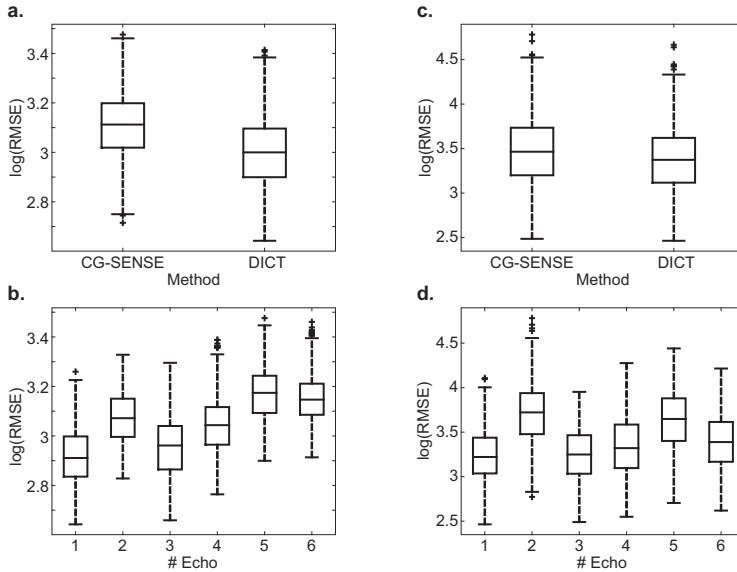 a.
3.4
3.2
3
2.8
log(RMSE)
CG-SENSE DICT
Method
c.
4.5
4
3.5
3
2.5
log(RMSE)
CG-SENSE DICT
Method
b.
3.4
3.2
3
2.8
log(RMSE)
1 2 3 4 5 6
# Echo
d.
4.5
4
3.5
3
2.5
log(RMSE)
1 2 3 4 5 6
# Echo